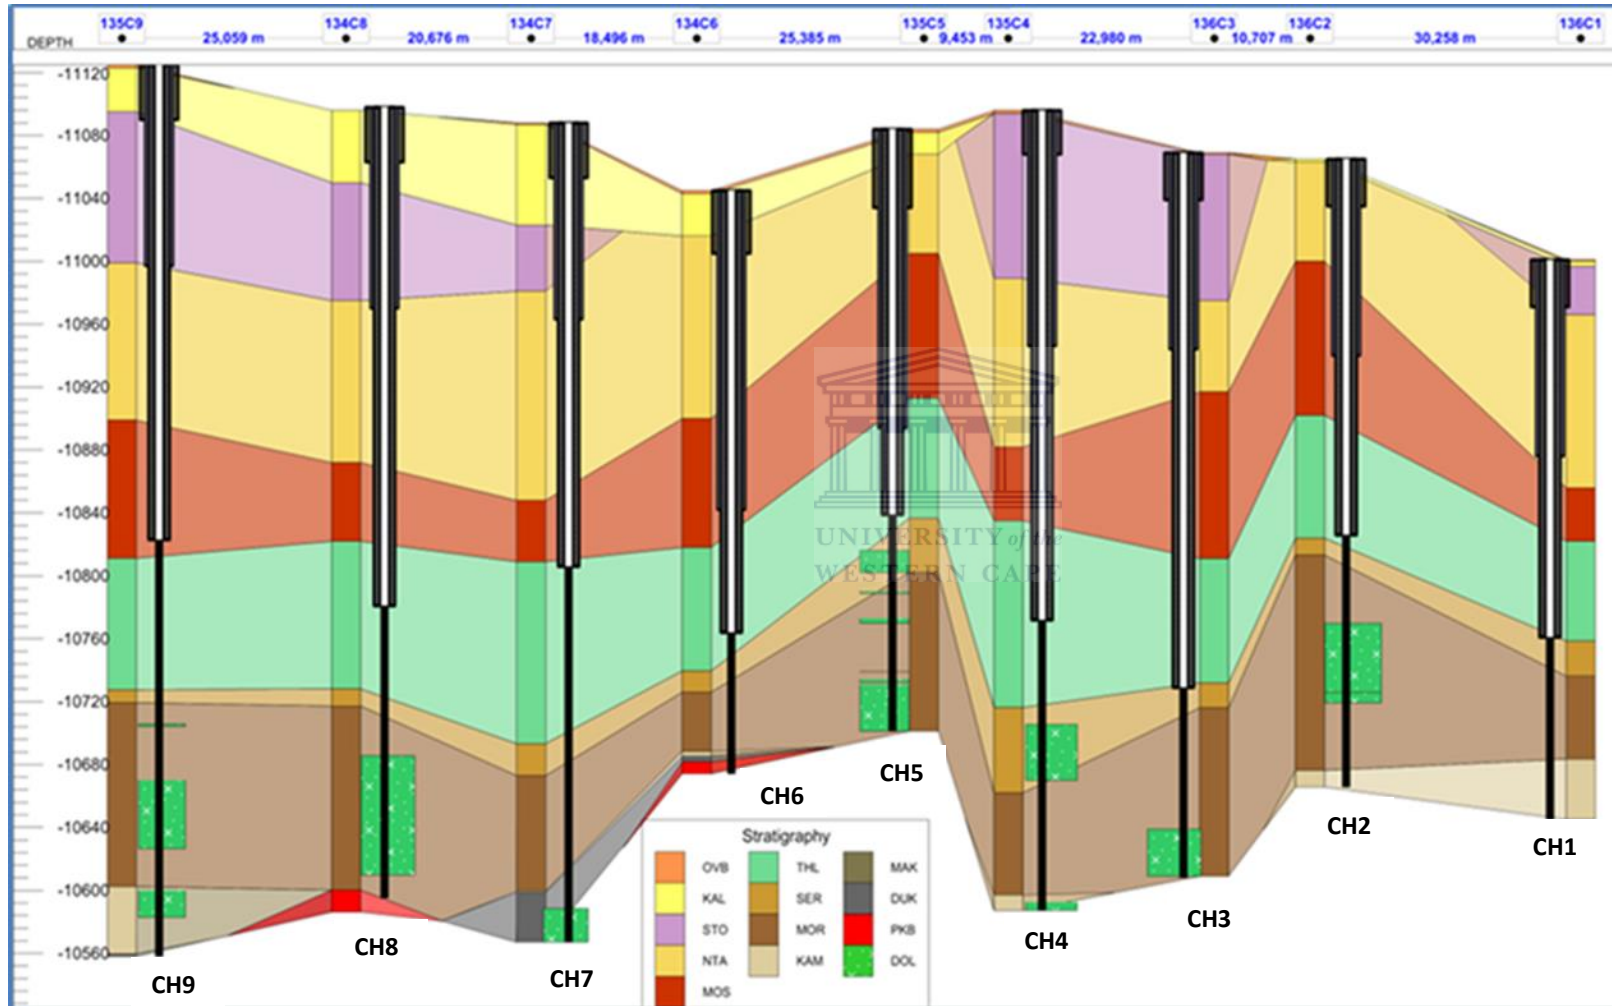 135C9 134C8 134C7 134C6 135C5 135C4 136C3 136C2 136C1
DEPTH 25,059 m 20,676 m 18,496 m 25,385 m 9,453 m 22,980 m 10,707 m 30,258 m
-11120
-11080
-11040
-11000
-10960
-10920
-10880
-10840
-10800
-10760
-10720
-10680
-10640
-10600
-10560
UNIVERSITY of the
WESTERN CAPE
CH9
CH8
CH7
CH6
CH5
CH4
CH3
CH2
CH1
Stratigraphy
OVB THL MAK
KAL SER DUK
STO MOR PKB
NTA KAM DOL
MOS